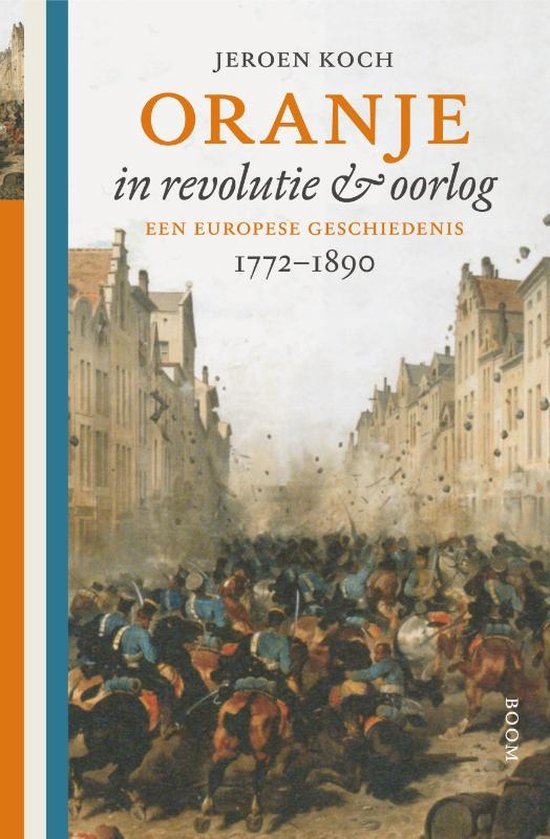 JEROEN KOCH
ORANJE
in revolutie & oorlog
EEN EUROPESE GESCHIEDENIS
1772–1890
BOOM